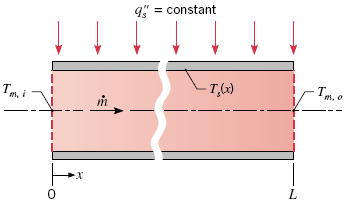 q″s = constant
Tm, i
ṁ
Ts(x)
Tm, o
x
0
L